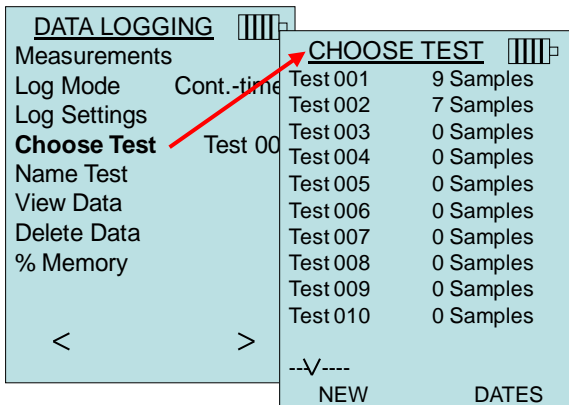 DATA LOGGING
Measurements
Log Mode Cont.-time
Log Settings
Choose Test Test 00
Name Test
View Data
Delete Data
% Memory
< >
CHOOSE TEST
Test 001 9 Samples
Test 002 7 Samples
Test 003 0 Samples
Test 004 0 Samples
Test 005 0 Samples
Test 006 0 Samples
Test 007 0 Samples
Test 008 0 Samples
Test 009 0 Samples
Test 010 0 Samples
---\/----
NEW DATES